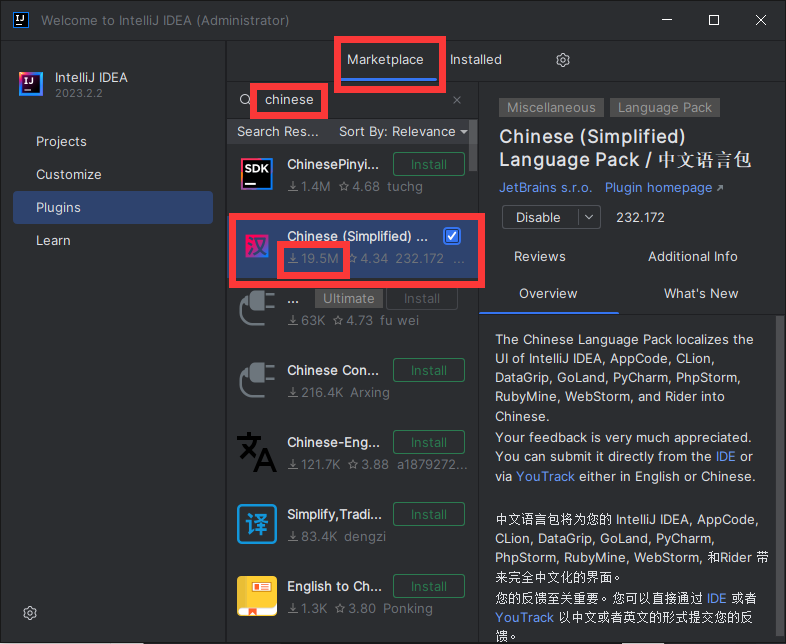 Welcome to IntelliJ IDEA (Administrator)
IntelliJ IDEA
2023.2.2
Projects
Customize
Plugins
Learn
Marketplace
Installed
chinese
Search Res...
Sort By: Relevance
SDK
ChinesePinyi...
Install
1.4M
4.68
tuchg
汉
Chinese (Simplified) ...
19.5M
4.34
232.172
...
...
Ultimate
Install
63K
4.73
fu wei
Chinese Con...
Install
216.4K
Arxing
Chinese-Eng...
Install
121.7K
3.88
a1879272...
译
Simplify,Tradi...
Install
83.4K
dengzi
English to Ch...
Install
1.3K
3.80
Ponking
Miscellaneous
Language Pack
Chinese (Simplified)
Language Pack / 中文语言包
JetBrains s.r.o.
Plugin homepage
Disable
232.172
Reviews
Additional Info
Overview
What's New
The Chinese Language Pack localizes the
UI of IntelliJ IDEA, AppCode, CLion,
DataGrip, GoLand, PyCharm, PhpStorm,
RubyMine, WebStorm, and Rider into
Chinese.
Your feedback is very much appreciated.
You can submit it directly from the IDE or
via YouTrack either in English or Chinese.
中文语言包将为您的 IntelliJ IDEA, AppCode,
CLion, DataGrip, GoLand, PyCharm,
PhpStorm, RubyMine, WebStorm, 和Rider 带
来完全中文化的界面。
您的反馈至关重要。您可以直接通过 IDE 或者
YouTrack 以中文或者英文的形式提交您的反
馈。